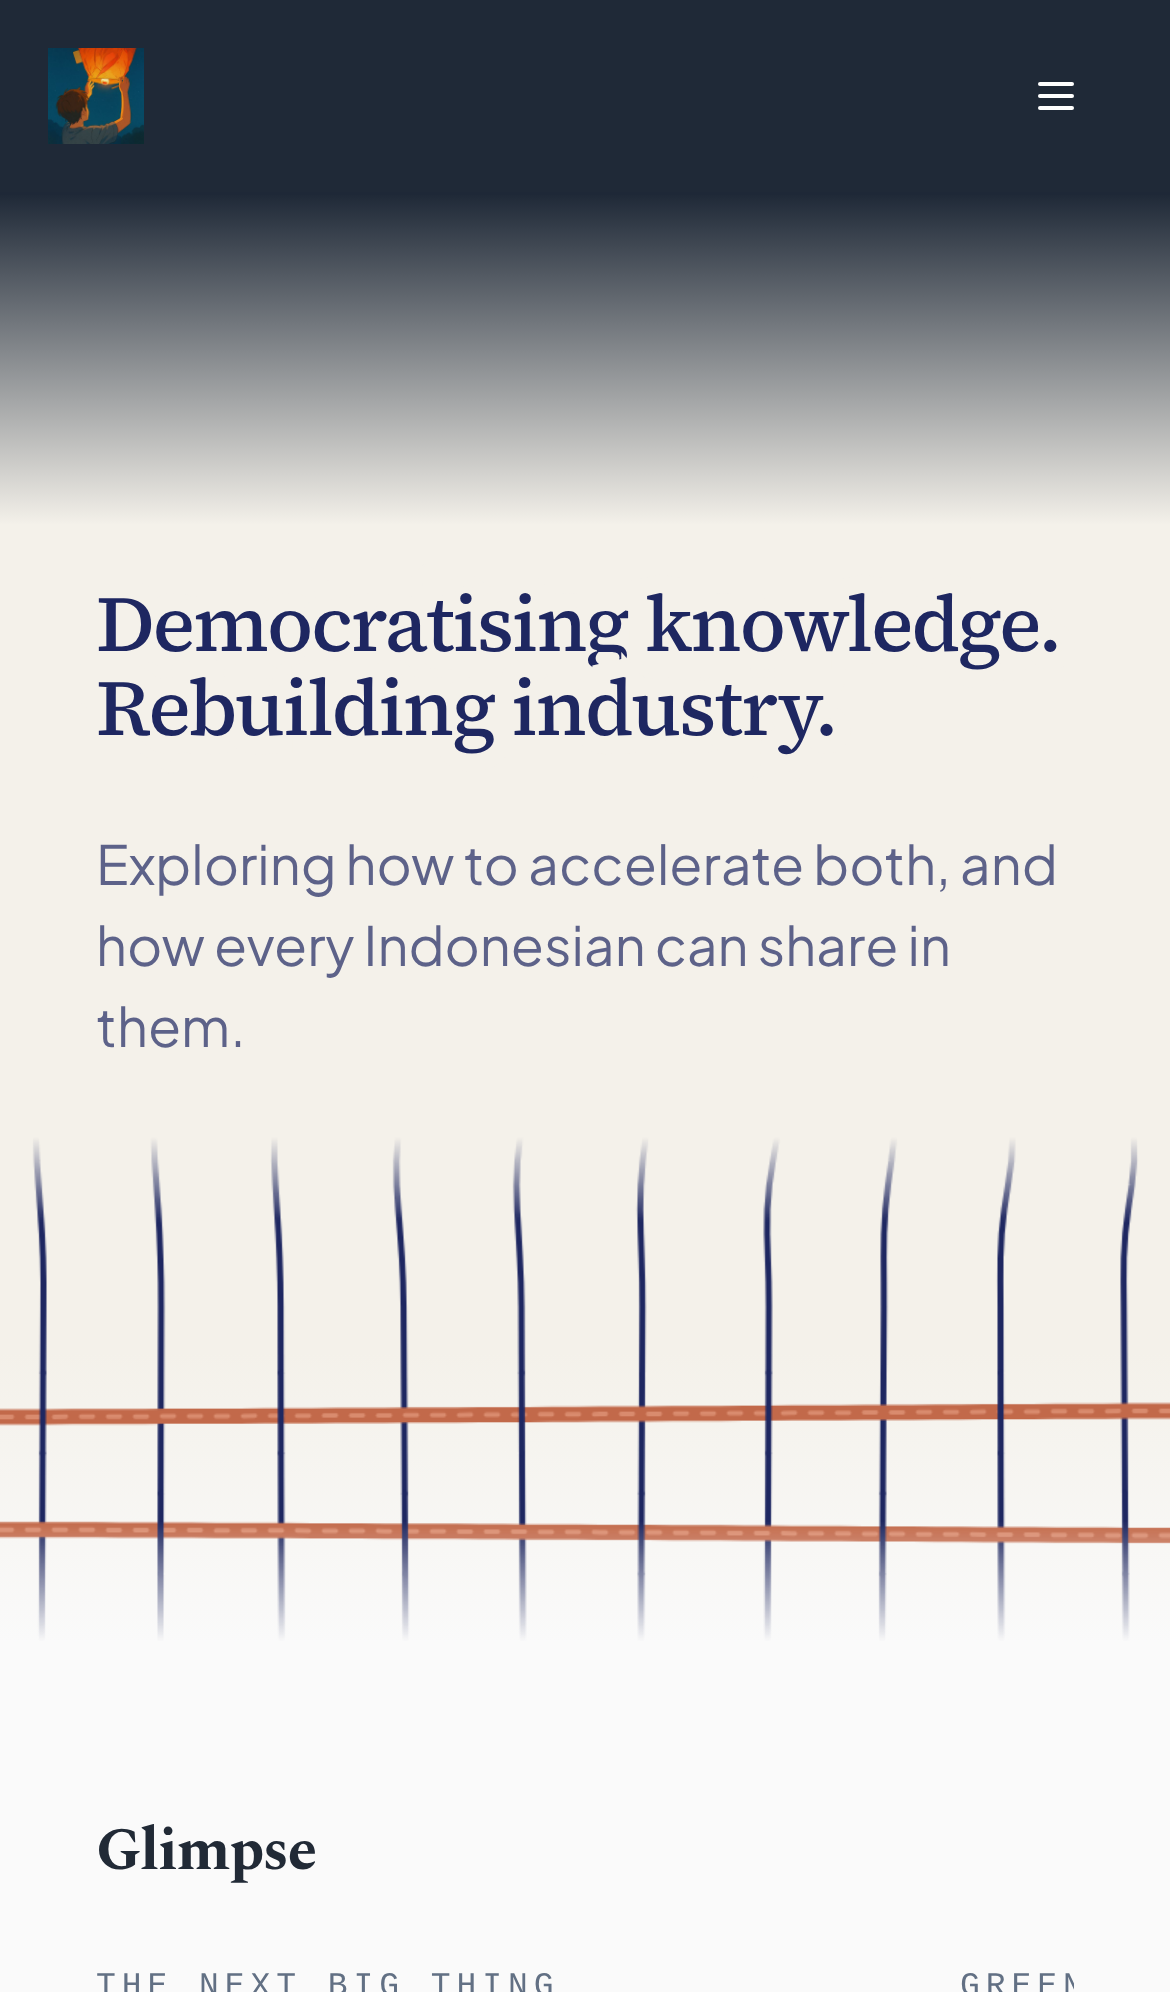 Democratising knowledge.
Rebuilding industry.
Exploring how to accelerate both, and
how every Indonesian can share in
them.
Glimpse
THE NEXT BIG THING